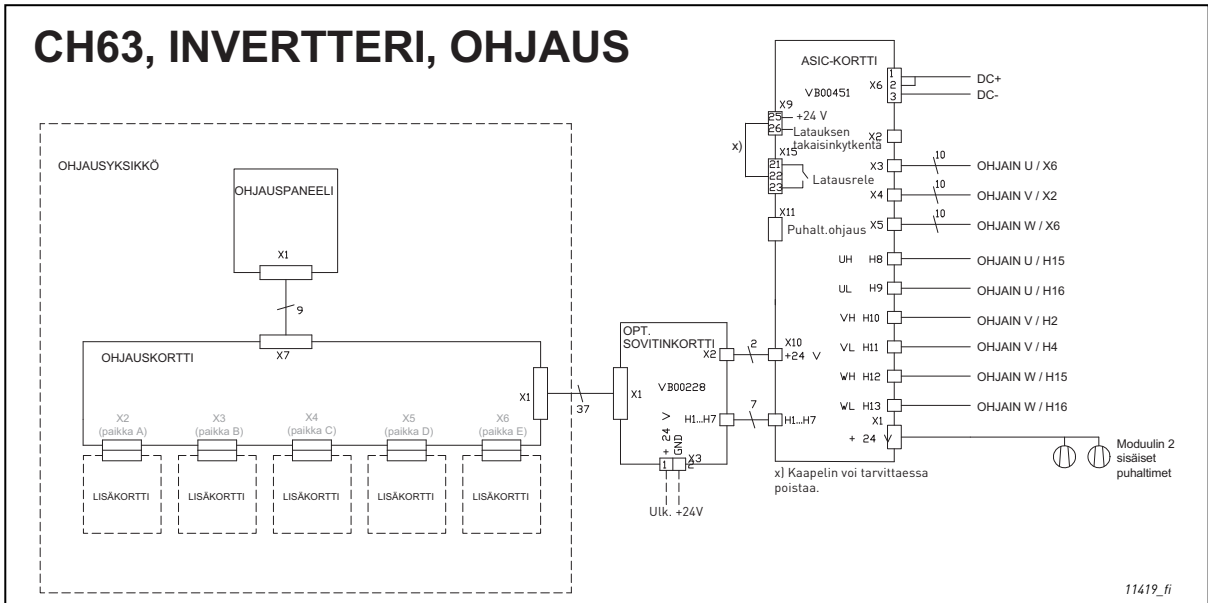 CH63, INVERTTERI, OHJAUS
OHJAUSYKSIKKÖ
OHJAUSPANEELI
X1
9
X7
OHJAUSKORTTI
X1
37
X2
(paikka A)
X3
(paikka B)
X4
(paikka C)
X5
(paikka D)
X6
(paikka E)
LISÄKORTTI
LISÄKORTTI
LISÄKORTTI
LISÄKORTTI
LISÄKORTTI
OPT.
SOVITINKORTTI
X2
2
X1
VB00228
H1...H7
7
+ 24 V
GND
X3
1
2
Ulk. +24V
ASIC-KORTTI
VB00451
X6
1
2
3
DC+
DC-
X9
25
+24 V
26
Latauksen
takaisinkytkentä
x)
X15
21
22
23
Latausrele
X11
Puhalt.ohjaus
X10
+24 V
H1...H7
X2
X3
10
OHJAIN U / X6
X4
10
OHJAIN V / X2
X5
10
OHJAIN W / X6
UH H8
OHJAIN U / H15
UL H9
OHJAIN U / H16
VH H10
OHJAIN V / H2
VL H11
OHJAIN V / H4
WH H12
OHJAIN W / H15
WL H13
OHJAIN W / H16
X1
+ 24 V
Moduulin 2
sisäiset
puhaltimet
x) Kaapelin voi tarvittaessa
poistaa.
11419_fi